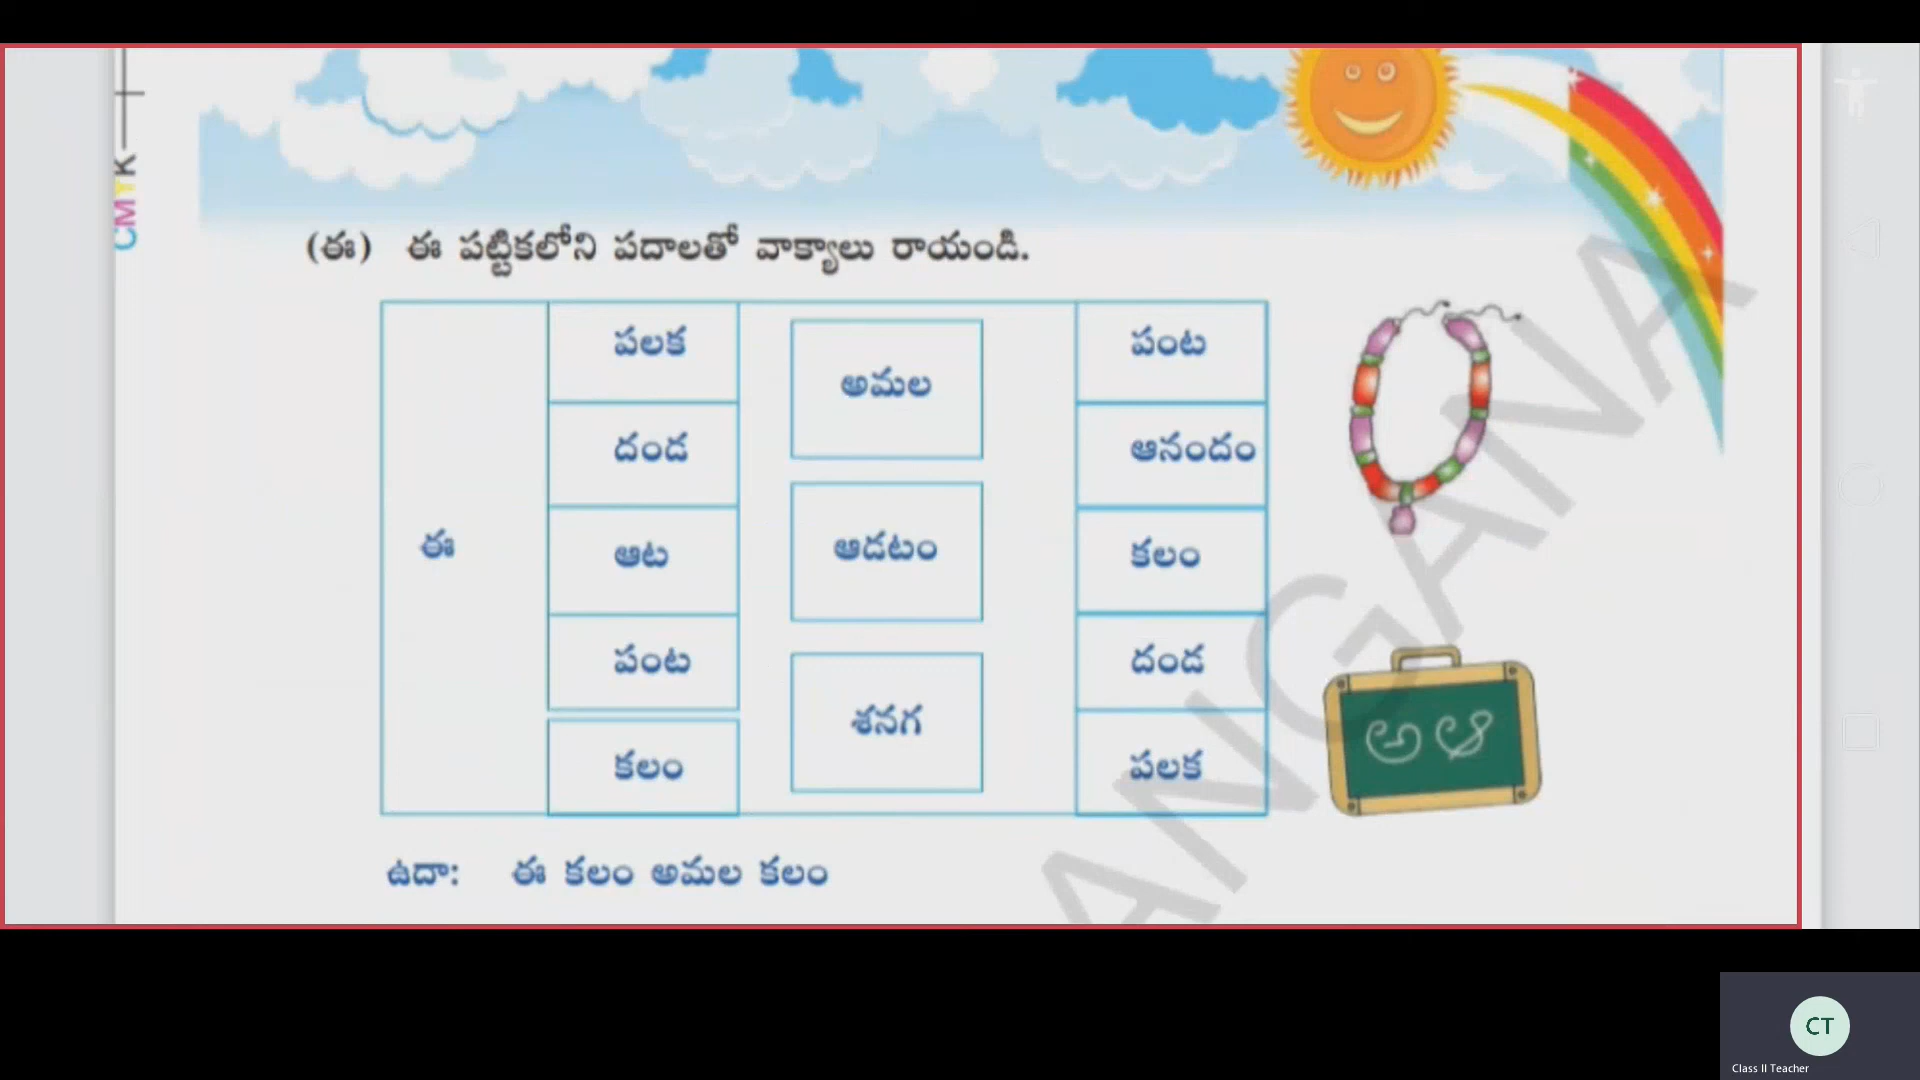 CMYK
(ఈ) ఈ పట్టికలోని పదాలతో వాక్యాలు రాయండి.
పలక
దండ
ఈ
ఆట
పంట
కలం
అమల
ఆడటం
శనగ
పంట
ఆనందం
కలం
దండ
పలక
అ ఆ
ఉదా: ఈ కలం అమల కలం
ANGANA
CT
Class II Teacher